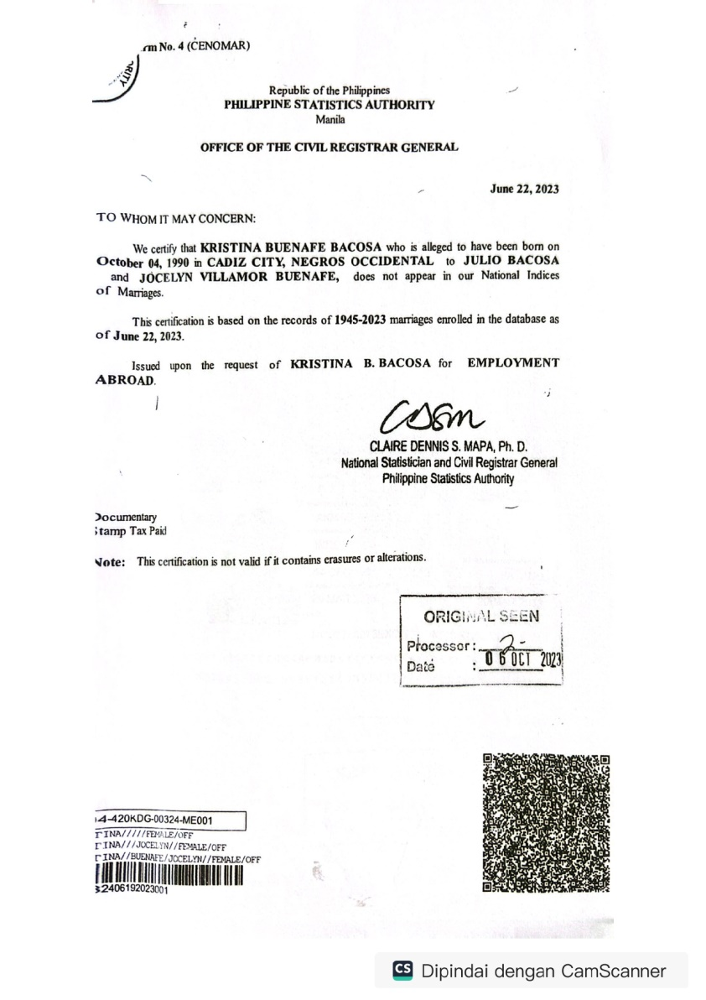 rm No. 4 (CENOMAR)
RITY
Republic of the Philippines
PHILIPPINE STATISTICS AUTHORITY
Manila
OFFICE OF THE CIVIL REGISTRAR GENERAL
June 22, 2023
TO WHOM IT MAY CONCERN:
We certify that KRISTINA BUENAFE BACOSA who is alleged to have been born on
October 04, 1990 in CADIZ CITY, NEGROS OCCIDENTAL to JULIO BACOSA
and JOCELYN VILLAMOR BUENAFE, does not appear in our National Indices
of Marriages.
This certification is based on the records of 1945-2023 marriages enrolled in the database as
of June 22, 2023.
Issued upon the request of KRISTINA B. BACOSA for EMPLOYMENT
ABROAD.
CLAIRE DENNIS S. MAPA, Ph. D.
National Statistician and Civil Registrar General
Philippine Statistics Authority
Documentary
Stamp Tax Paid
Note: This certification is not valid if it contains erasures or alterations.
ORIGINAL SEEN
Processor:
Date : 06 OCT 2023
4-420KDG-00324-ME001
TINA/////FEMALE/OFF
TINA///JOCELYN//FEMALE/OFF
TINA//BUENAFE/JOCELYN//FEMALE/OFF
32406192023001
CS Dipindai dengan CamScanner